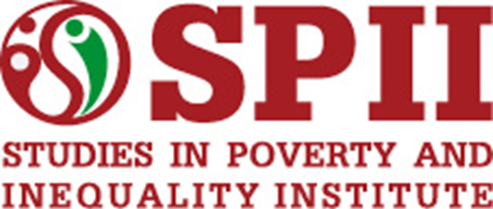 SPII
STUDIES IN POVERTY AND
INEQUALITY INSTITUTE